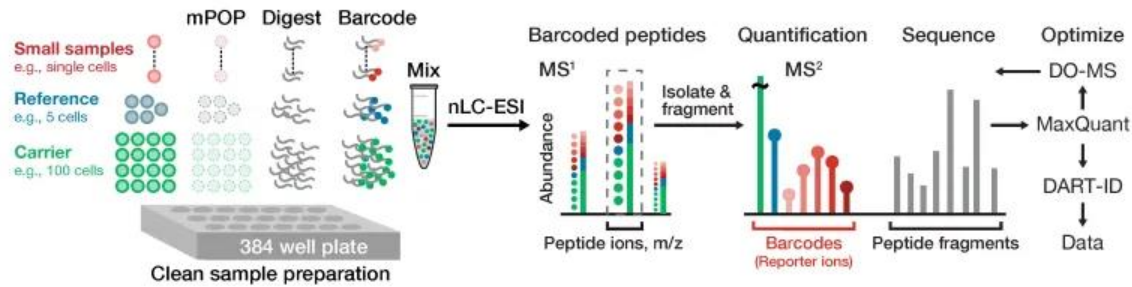 mPOP
Digest
Barcode
Small samples
e.g., single cells
Reference
e.g., 5 cells
Carrier
e.g., 100 cells
384 well plate
Clean sample preparation
Mix
nLC-ESI
Barcoded peptides
MS¹
Abundance
Peptide ions, m/z
Isolate &
fragment
Quantification
MS²
Barcodes
(Reporter ions)
Sequence
Peptide fragments
Optimize
DO-MS
MaxQuant
DART-ID
Data